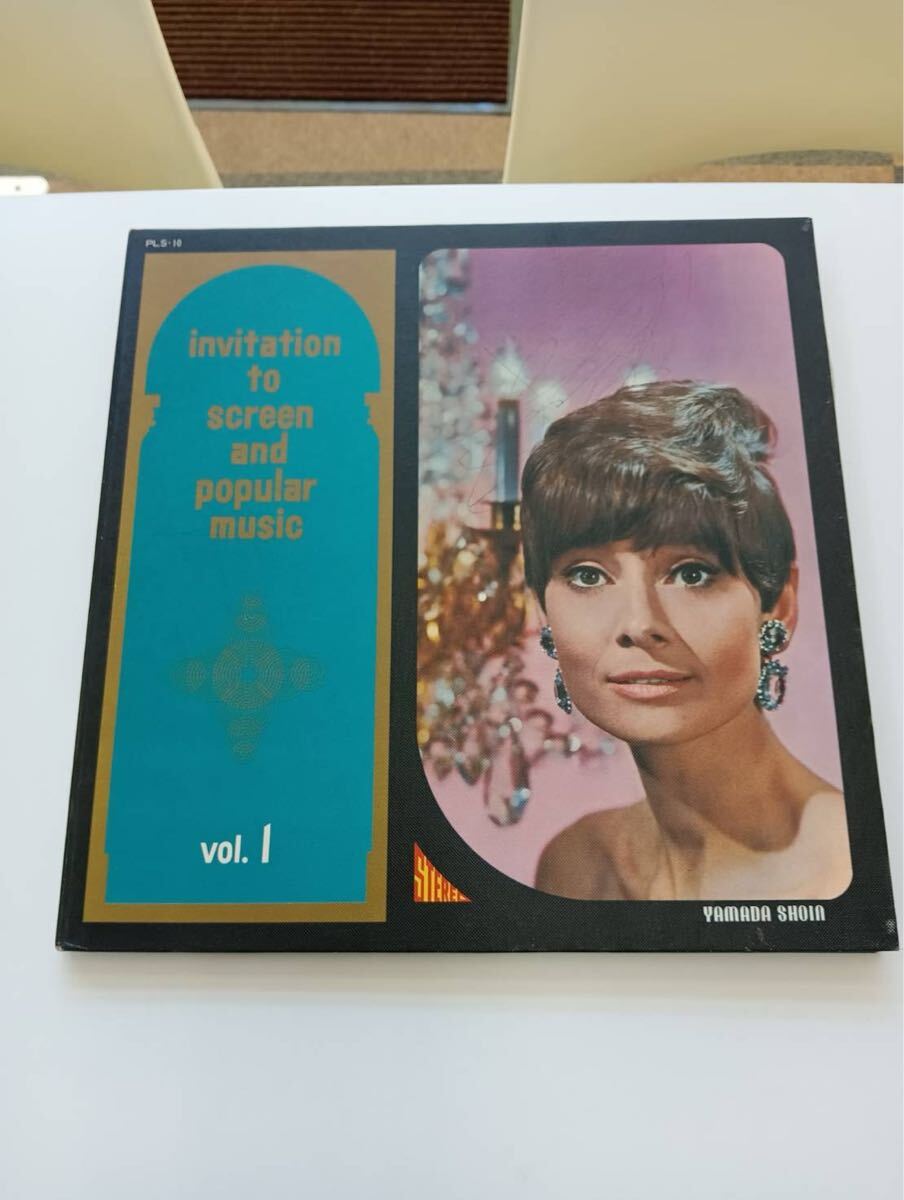 PLS-10
invitation
to
screen
and
popular
music
vol. 1
STEREO
YAMADA SHOIN